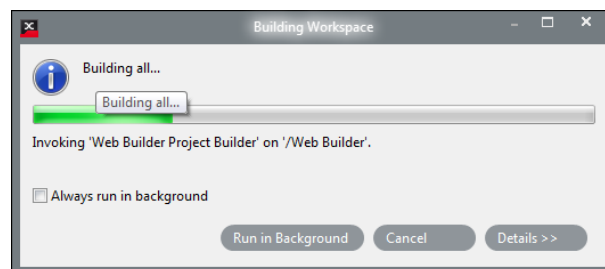 Building Workspace
Building all...
Building all...
Invoking 'Web Builder Project Builder' on '/Web Builder'.
Always run in background
Run in Background Cancel Details >>